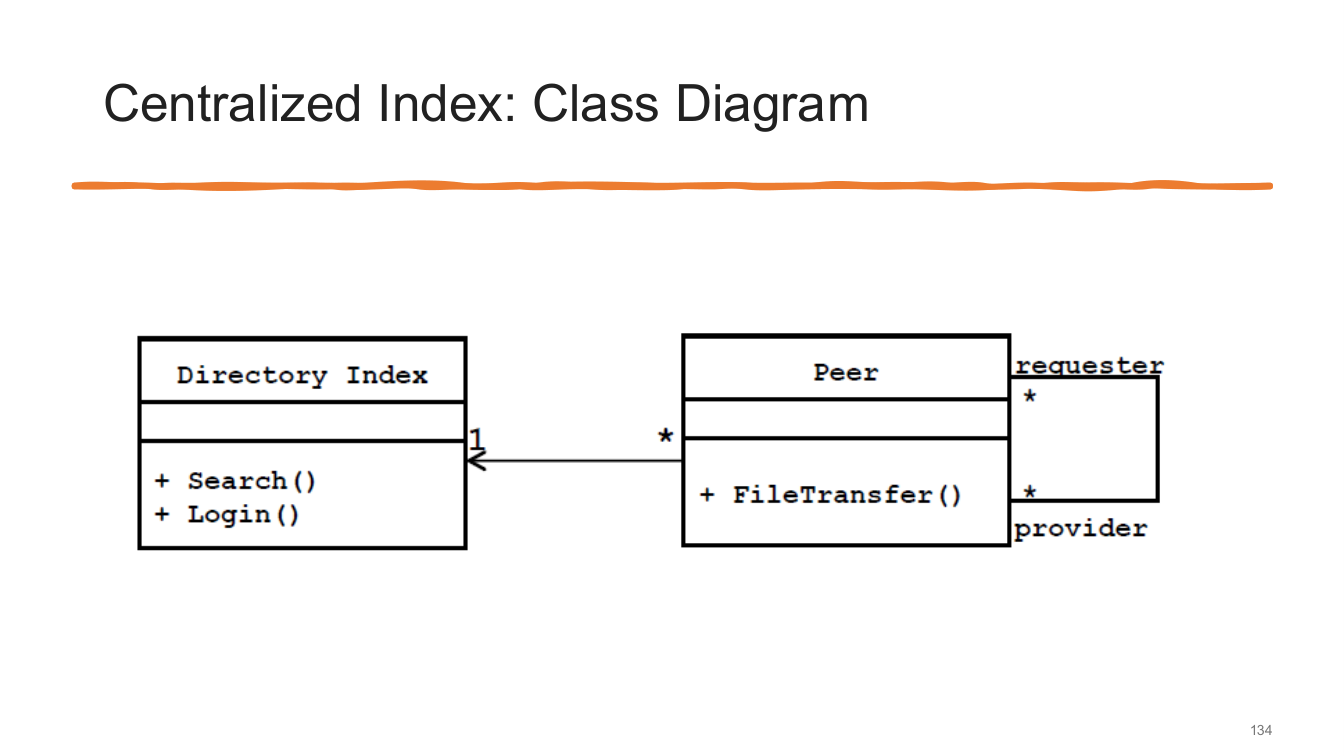 Centralized Index: Class Diagram
Directory Index
+ Search()
+ Login()
1
*
Peer
+ FileTransfer()
requester
*
*
provider
134